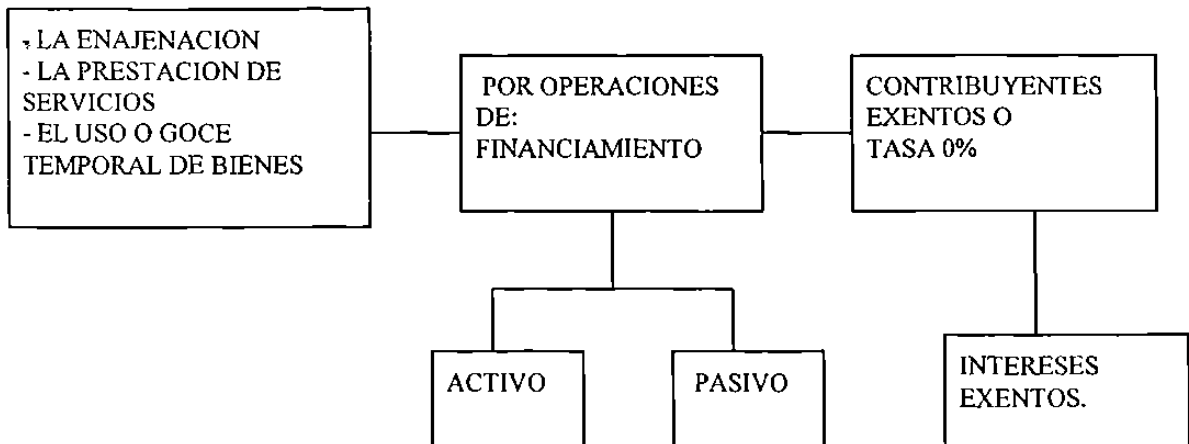 - LA ENAJENACION
- LA PRESTACION DE
SERVICIOS
- EL USO O GOCE
TEMPORAL DE BIENES
POR OPERACIONES
DE:
FINANCIAMIENTO
CONTRIBUYENTES
EXENTOS O
TASA 0%
ACTIVO
PASIVO
INTERESES
EXENTOS.